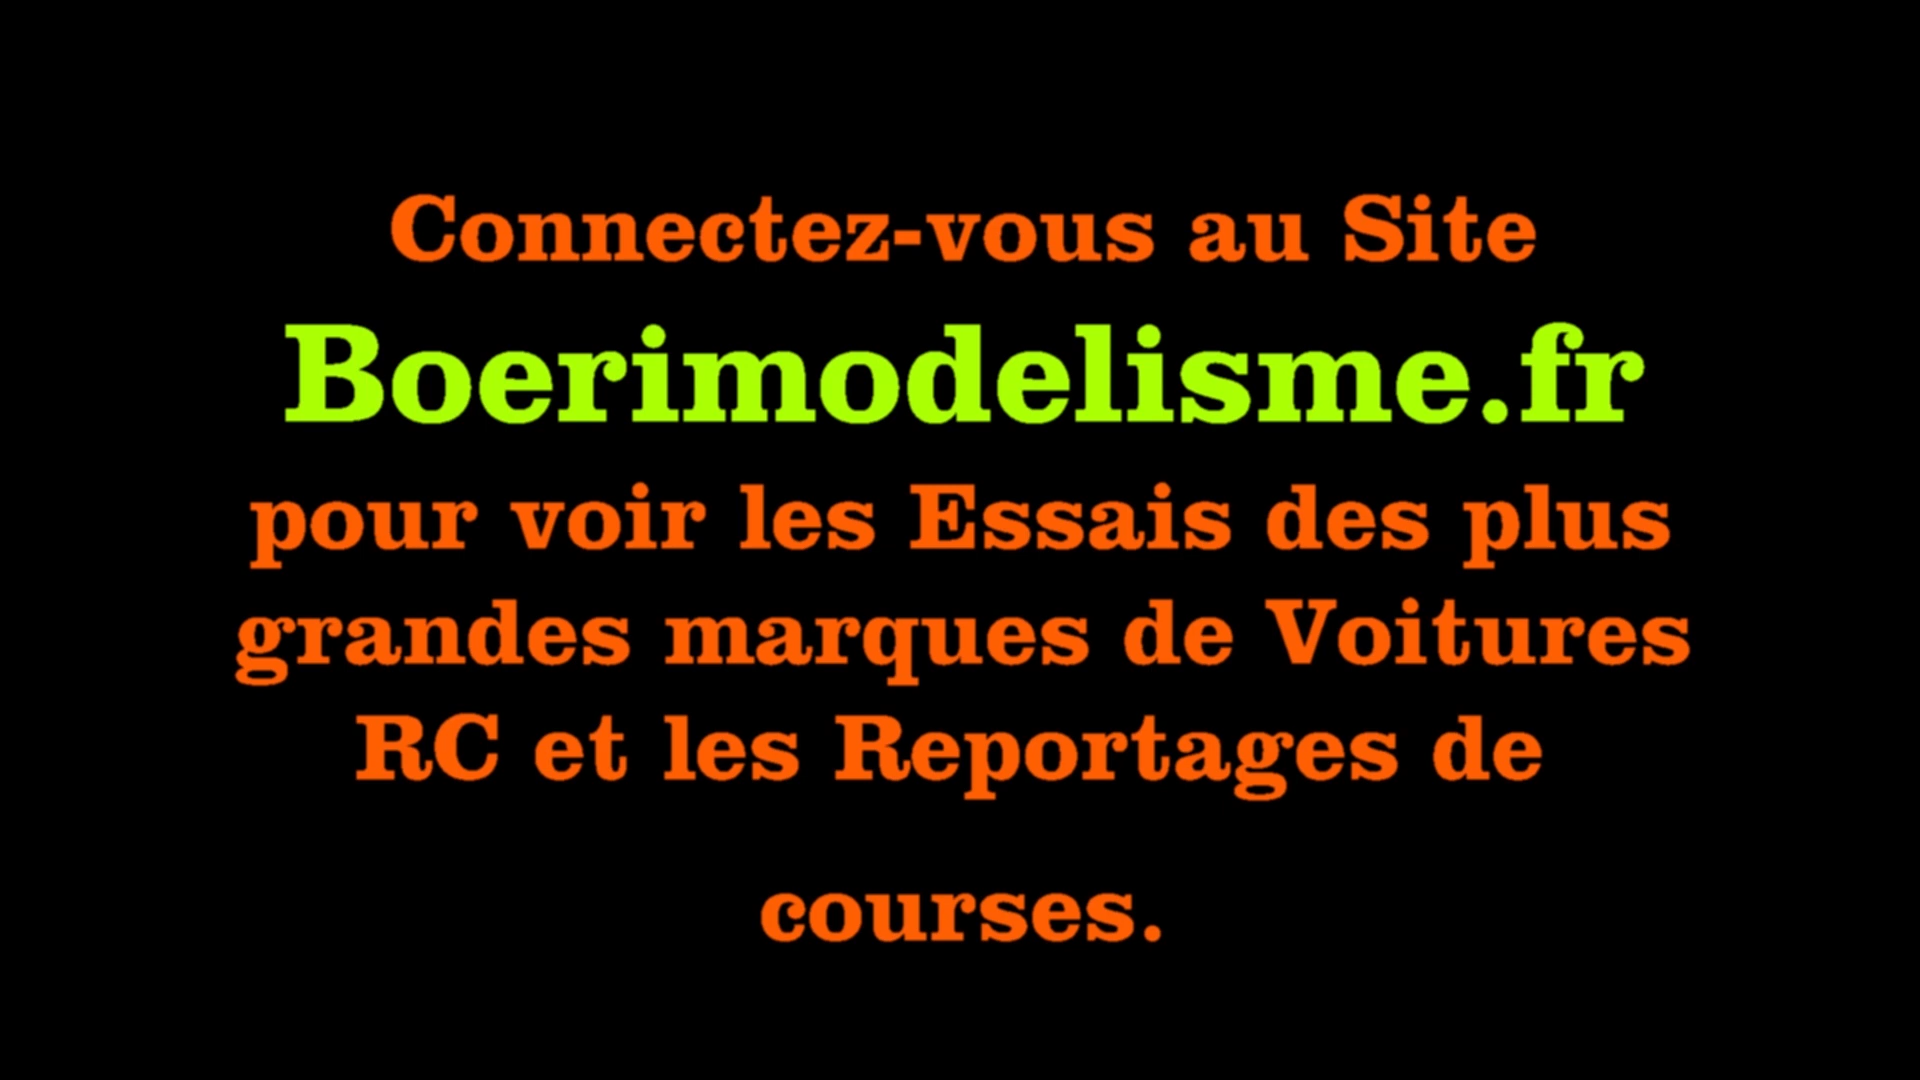 Connectez-vous au Site
Boerimodelisme.fr
pour voir les Essais des plus
grandes marques de Voitures
RC et les Reportages de
courses.